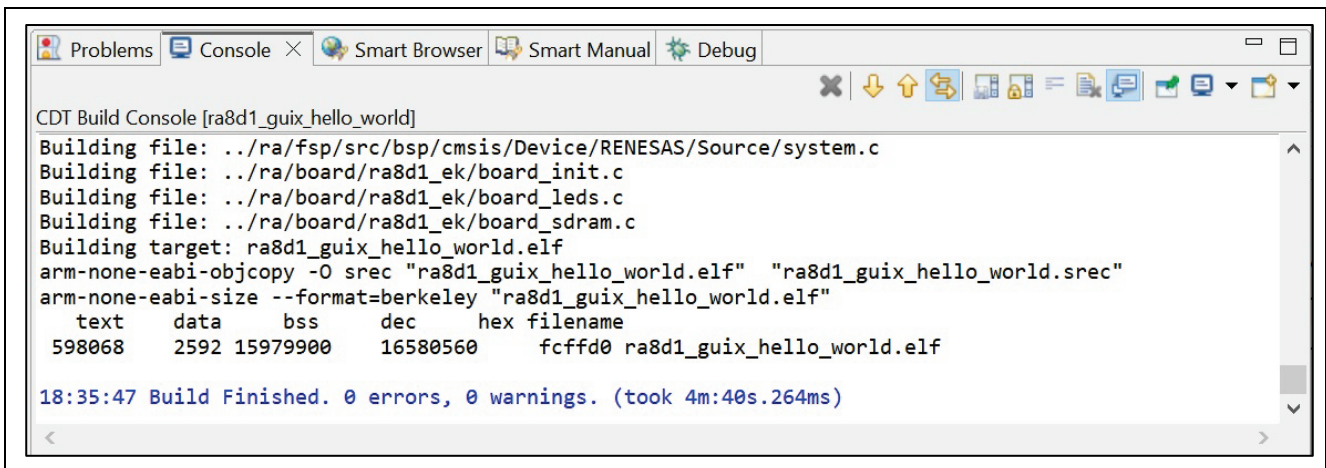 Problems Console Smart Browser Smart Manual Debug
CDT Build Console [ra8d1_guix_hello_world]
Building file: ../ra/fsp/src/bsp/cmsis/Device/RENESAS/Source/system.c
Building file: ../ra/board/ra8d1_ek/board_init.c
Building file: ../ra/board/ra8d1_ek/board_leds.c
Building file: ../ra/board/ra8d1_ek/board_sdram.c
Building target: ra8d1_guix_hello_world.elf
arm-none-eabi-objcopy -O srec "ra8d1_guix_hello_world.elf"  "ra8d1_guix_hello_world.srec"
arm-none-eabi-size --format=berkeley "ra8d1_guix_hello_world.elf"
   text    data     bss     dec     hex filename
 598068    2592 15979900    16580560     fcffd0 ra8d1_guix_hello_world.elf
18:35:47 Build Finished. 0 errors, 0 warnings. (took 4m:40s.264ms)